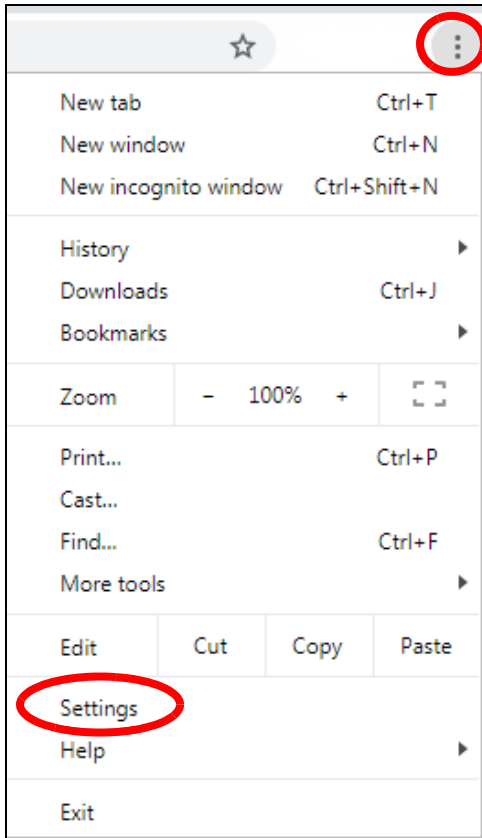 New tab Ctrl+T
New window Ctrl+N
New incognito window Ctrl+Shift+N
History
Downloads Ctrl+J
Bookmarks
Zoom - 100% +
Print... Ctrl+P
Cast...
Find... Ctrl+F
More tools
Edit Cut Copy Paste
Settings
Help
Exit